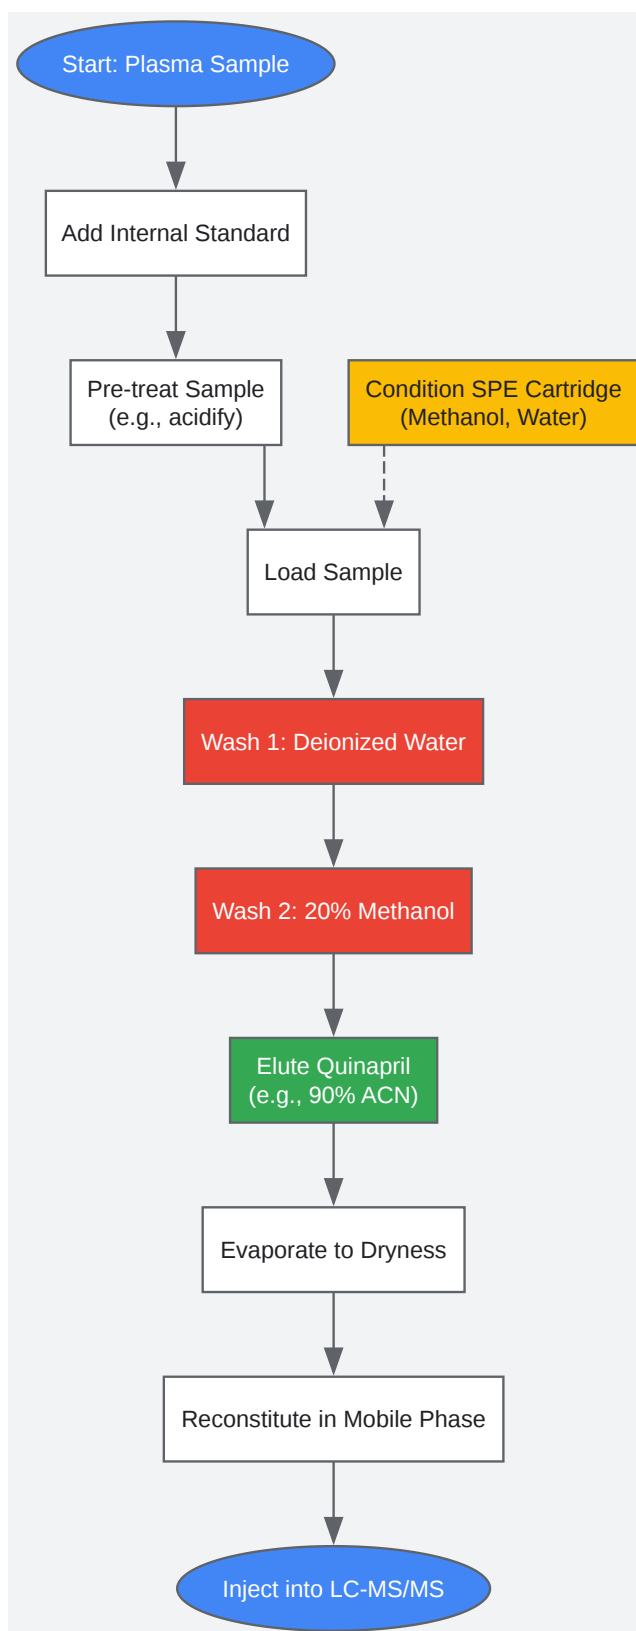 Start: Plasma Sample
Add Internal Standard
Pre-treat Sample
(e.g., acidify)
Condition SPE Cartridge
(Methanol, Water)
Load Sample
Wash 1: Deionized Water
Wash 2: 20% Methanol
Elute Quinapril
(e.g., 90% ACN)
Evaporate to Dryness
Reconstitute in Mobile Phase
Inject into LC-MS/MS